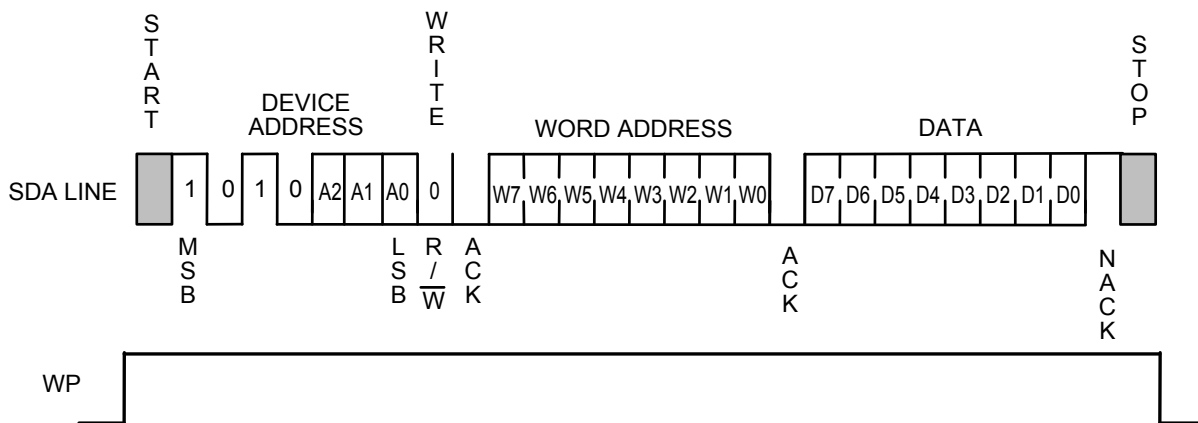 START
WRITE
STOP
DEVICE
ADDRESS
WORD ADDRESS
DATA
SDA LINE
1 0 1 0 A2 A1 A0 0 W7 W6 W5 W4 W3 W2 W1 W0 D7 D6 D5 D4 D3 D2 D1 D0
MSB
LSB
R/W
ACK
ACK
NACK
WP